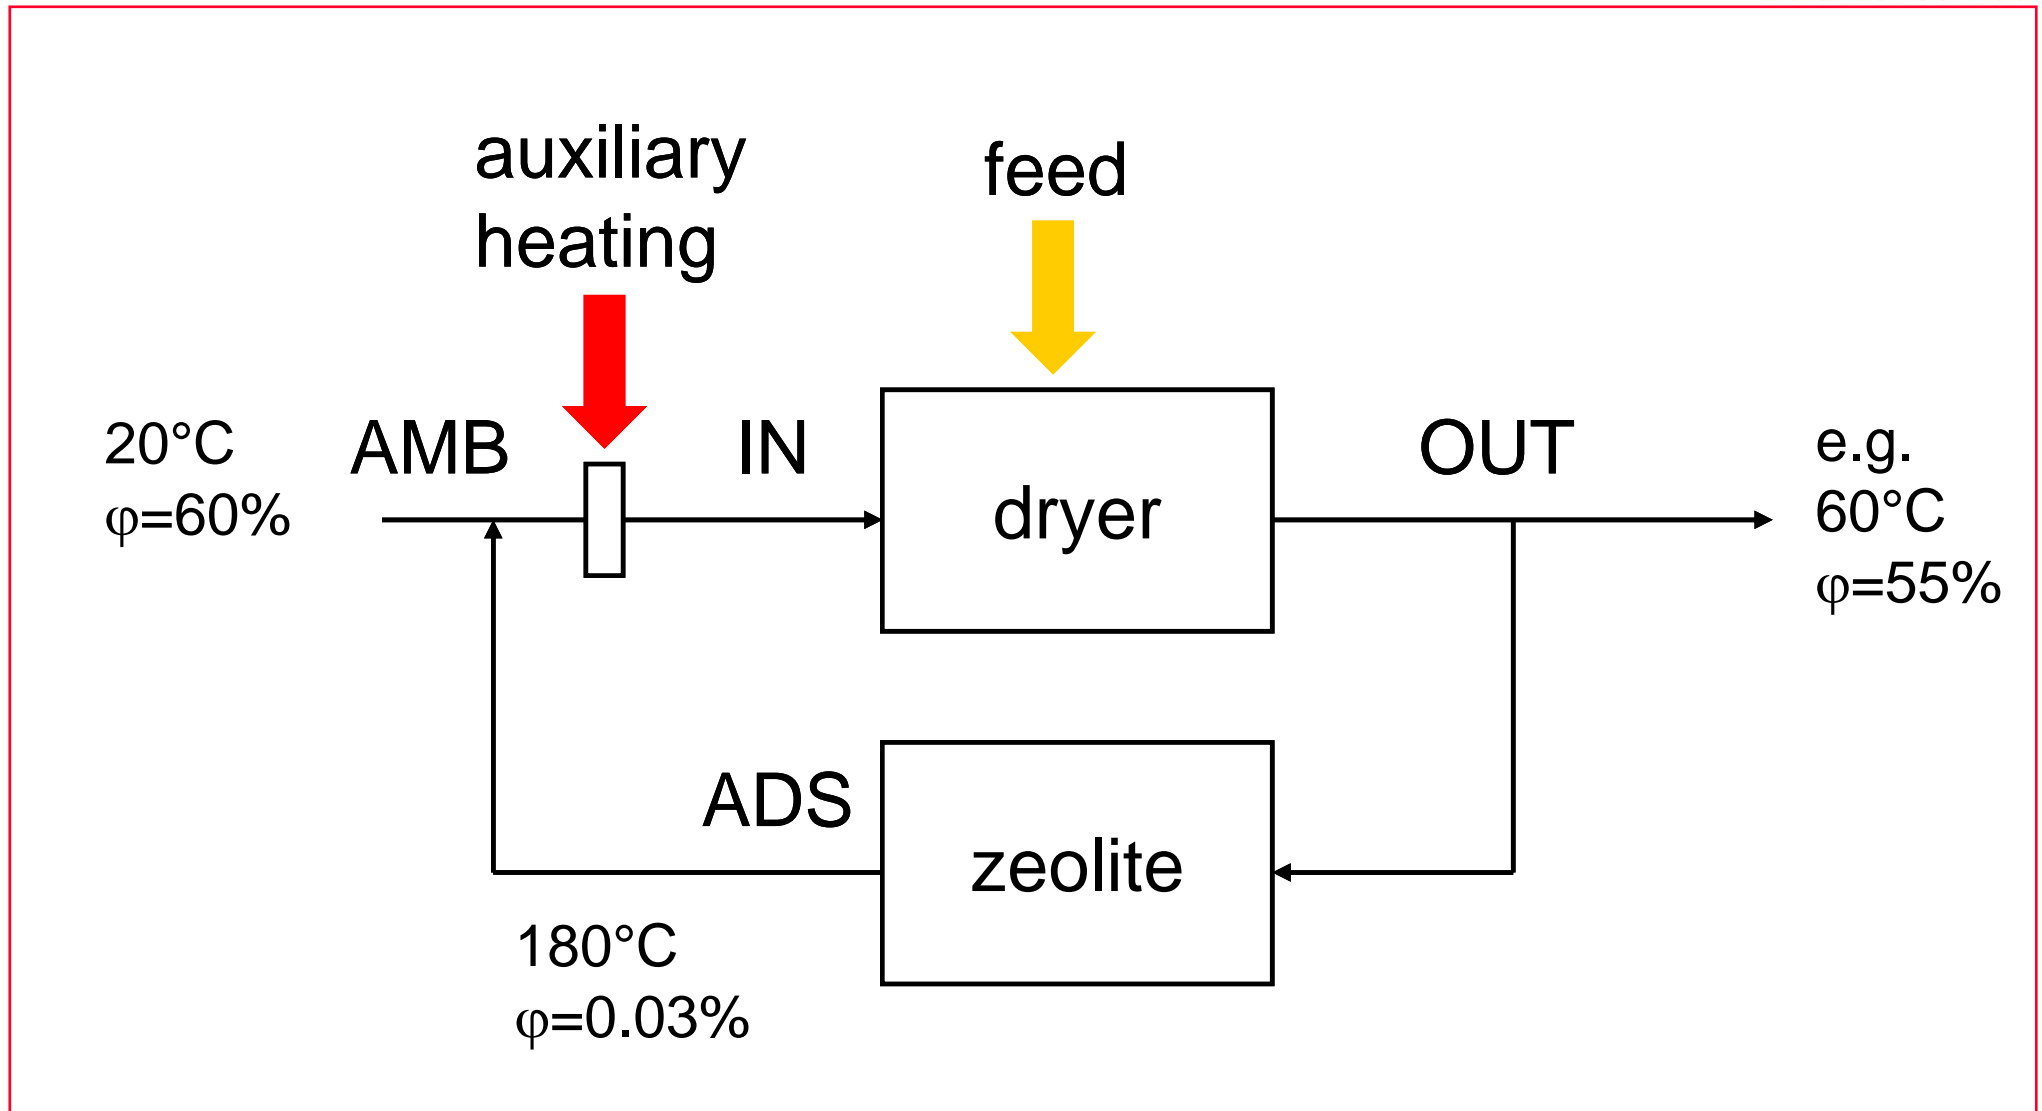 auxiliary
heating
feed
20°C
φ=60%
AMB
IN
dryer
OUT
e.g.
60°C
φ=55%
ADS
zeolite
180°C
φ=0.03%